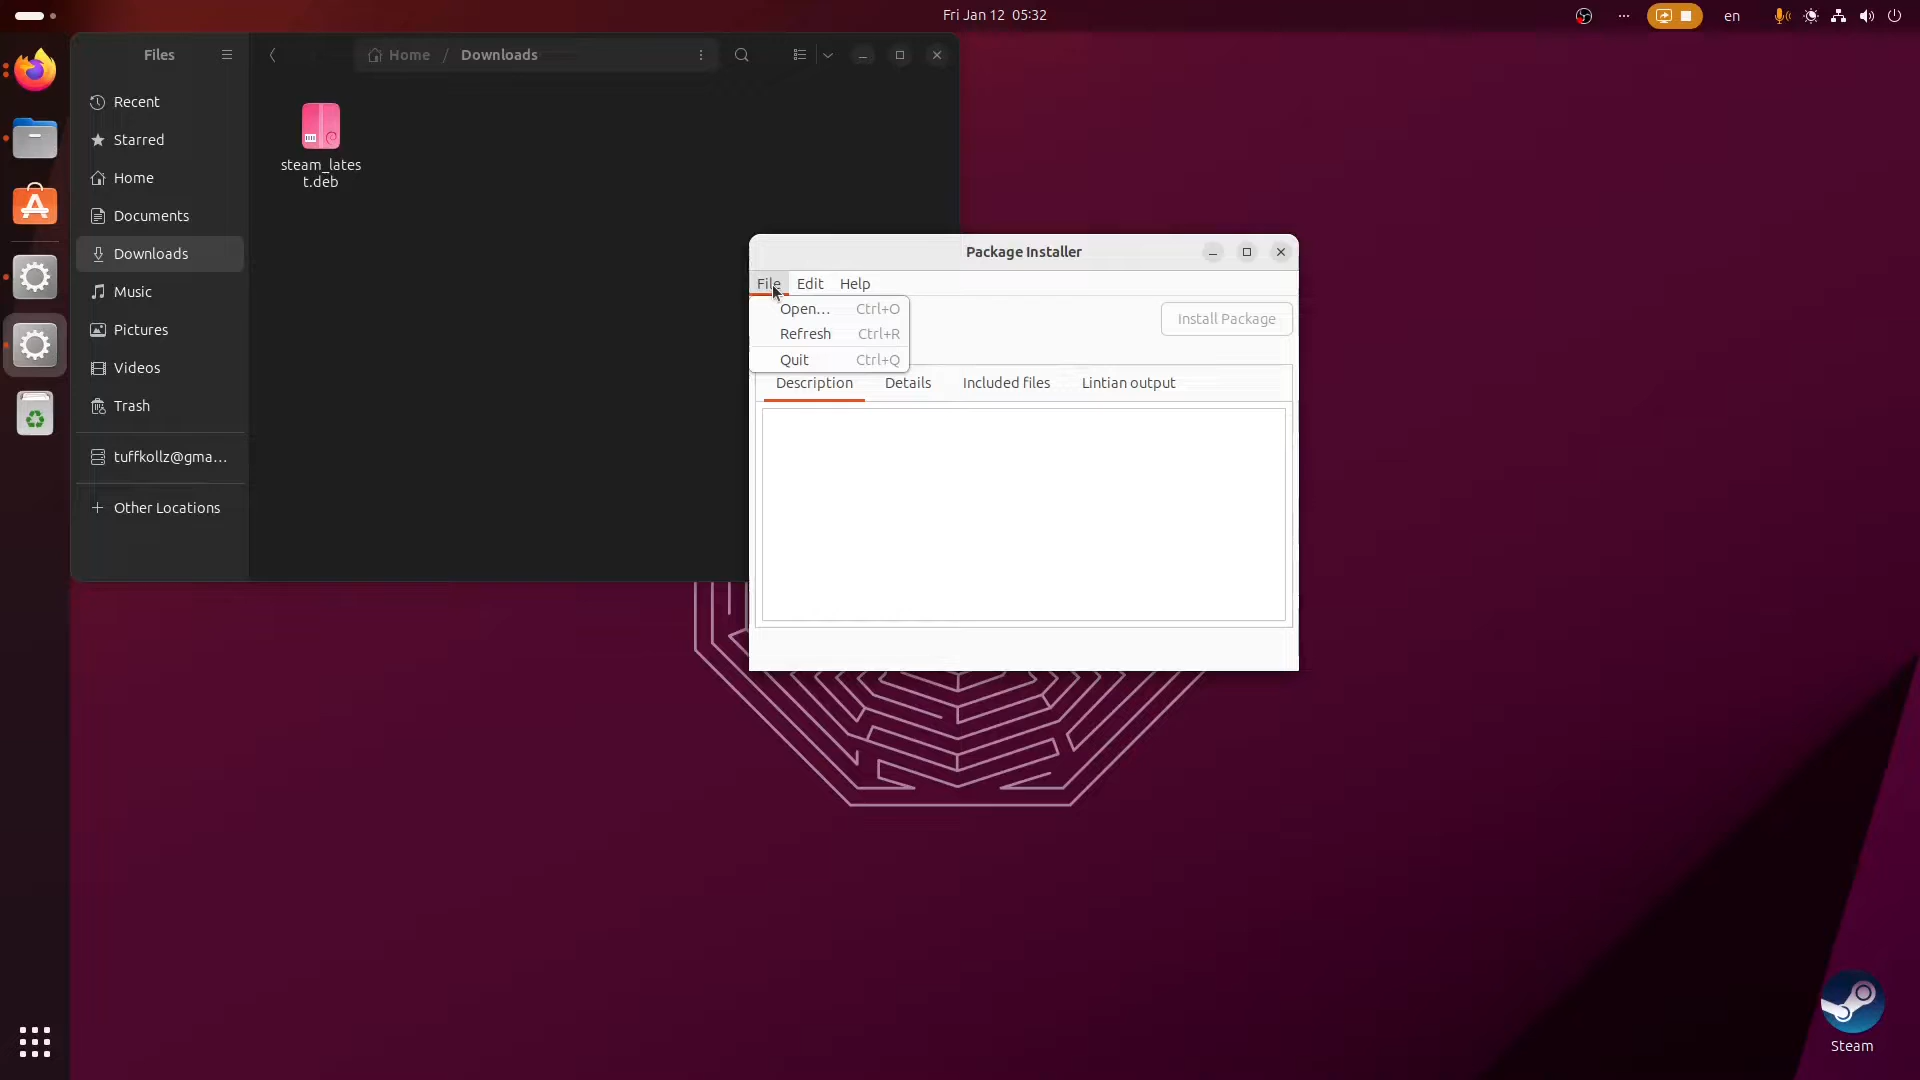 Fri Jan 12 05:32
en
Files
Home / Downloads
Recent
Starred
Home
Documents
Downloads
Music
Pictures
Videos
Trash
tuffkollz@gma...
Other Locations
steam_lates
t.deb
Package Installer
File Edit Help
Open... Ctrl+O
Refresh Ctrl+R
Quit Ctrl+Q
Install Package
Description Details Included files Lintian output
Steam